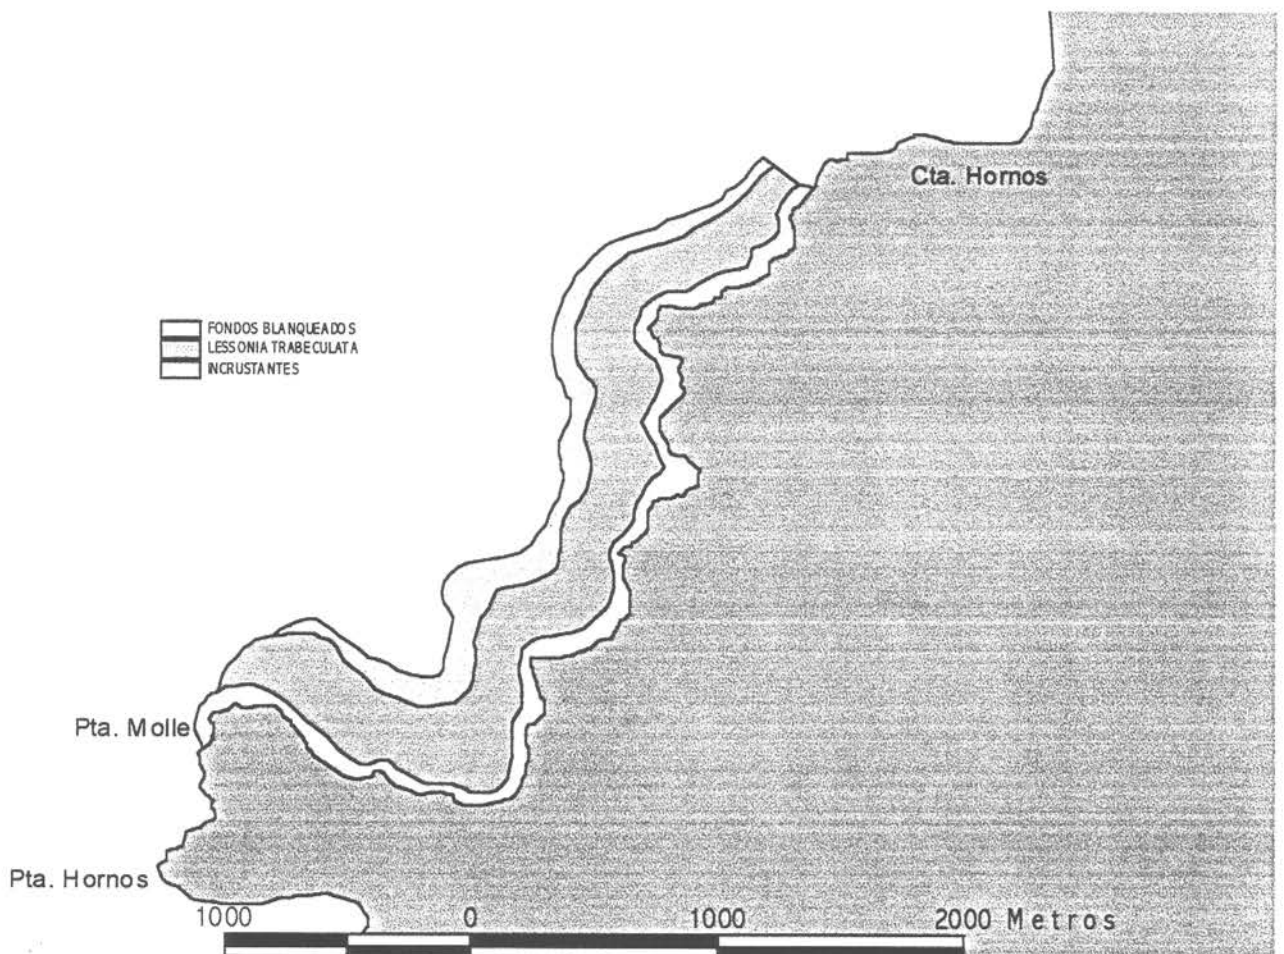 Cta. Hornos
FONDOS BLANQUEADOS
LESSONIA TRABECULATA
INCRUSTANTES
Pta. Molle
Pta. Hornos
1000 0 1000 2000 Metros